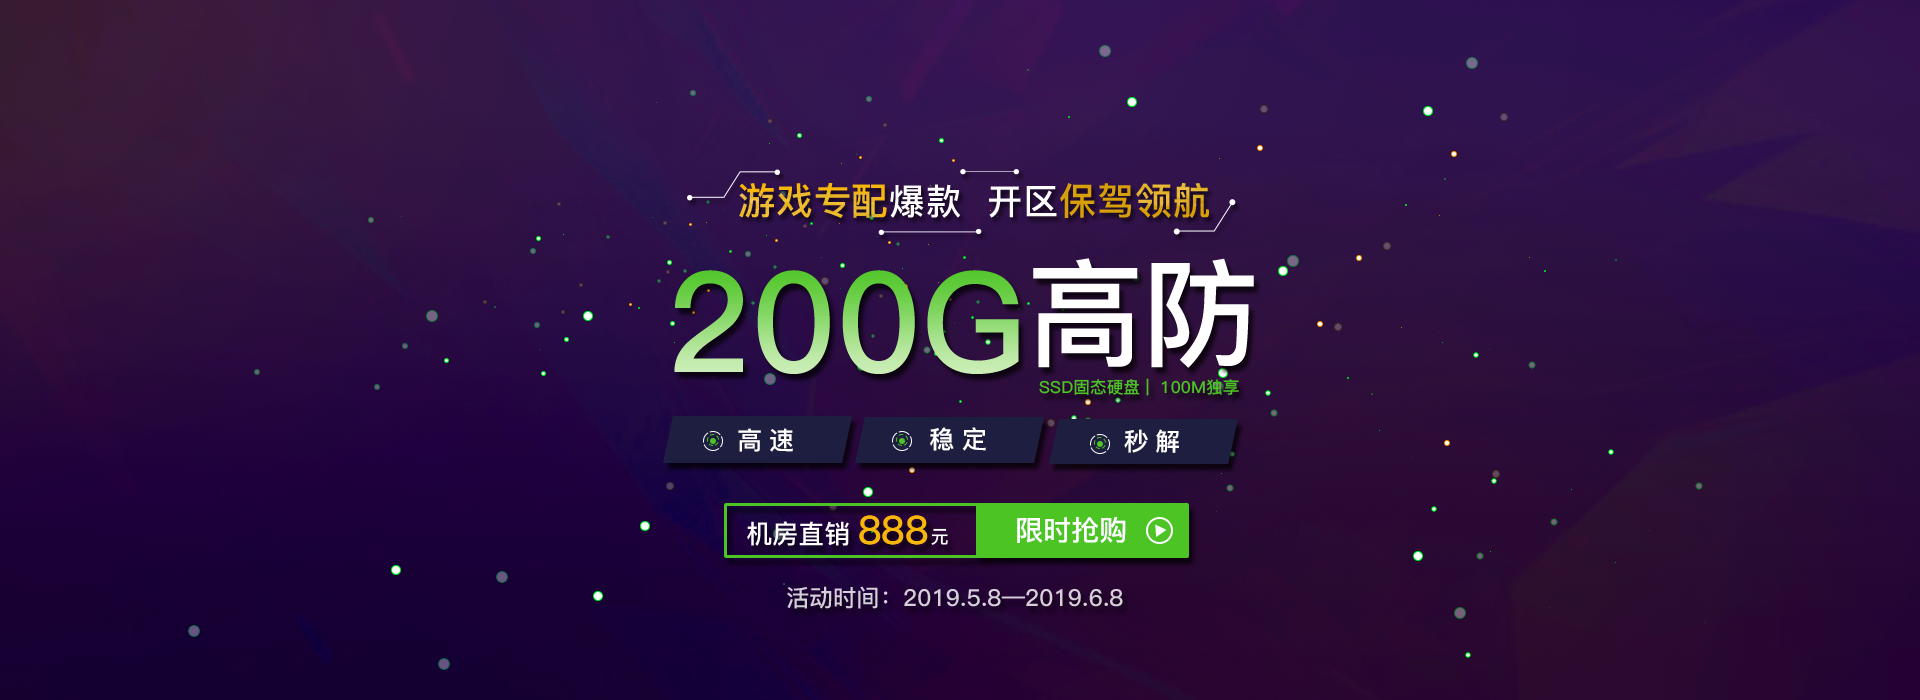 游戏专配爆款 开区保驾领航
200G高防
SSD固态硬盘| 100M独享
高速 稳定 秒解
机房直销 888元 限时抢购
活动时间：2019.5.8—2019.6.8